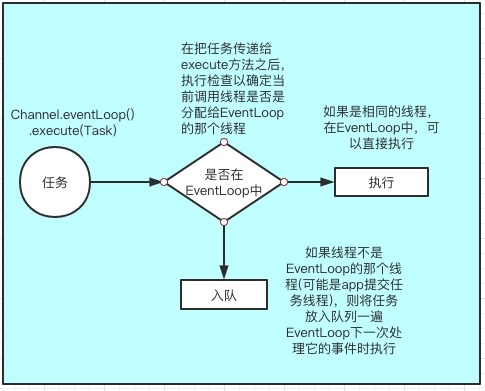 在把任务传递给
execute方法之后，
执行检查以确定当
前调用线程是否是
分配给EventLoop
的那个线程
Channel.eventLoop()
.execute(Task)
如果是相同的线程，
在EventLoop中，可
以直接执行
任务
是否在
EventLoop中
执行
入队
如果线程不是
EventLoop的那个线
程(可能是app提交任
务线程)，则将任务
放入队列一遍
EventLoop下一次处
理它的事件时执行